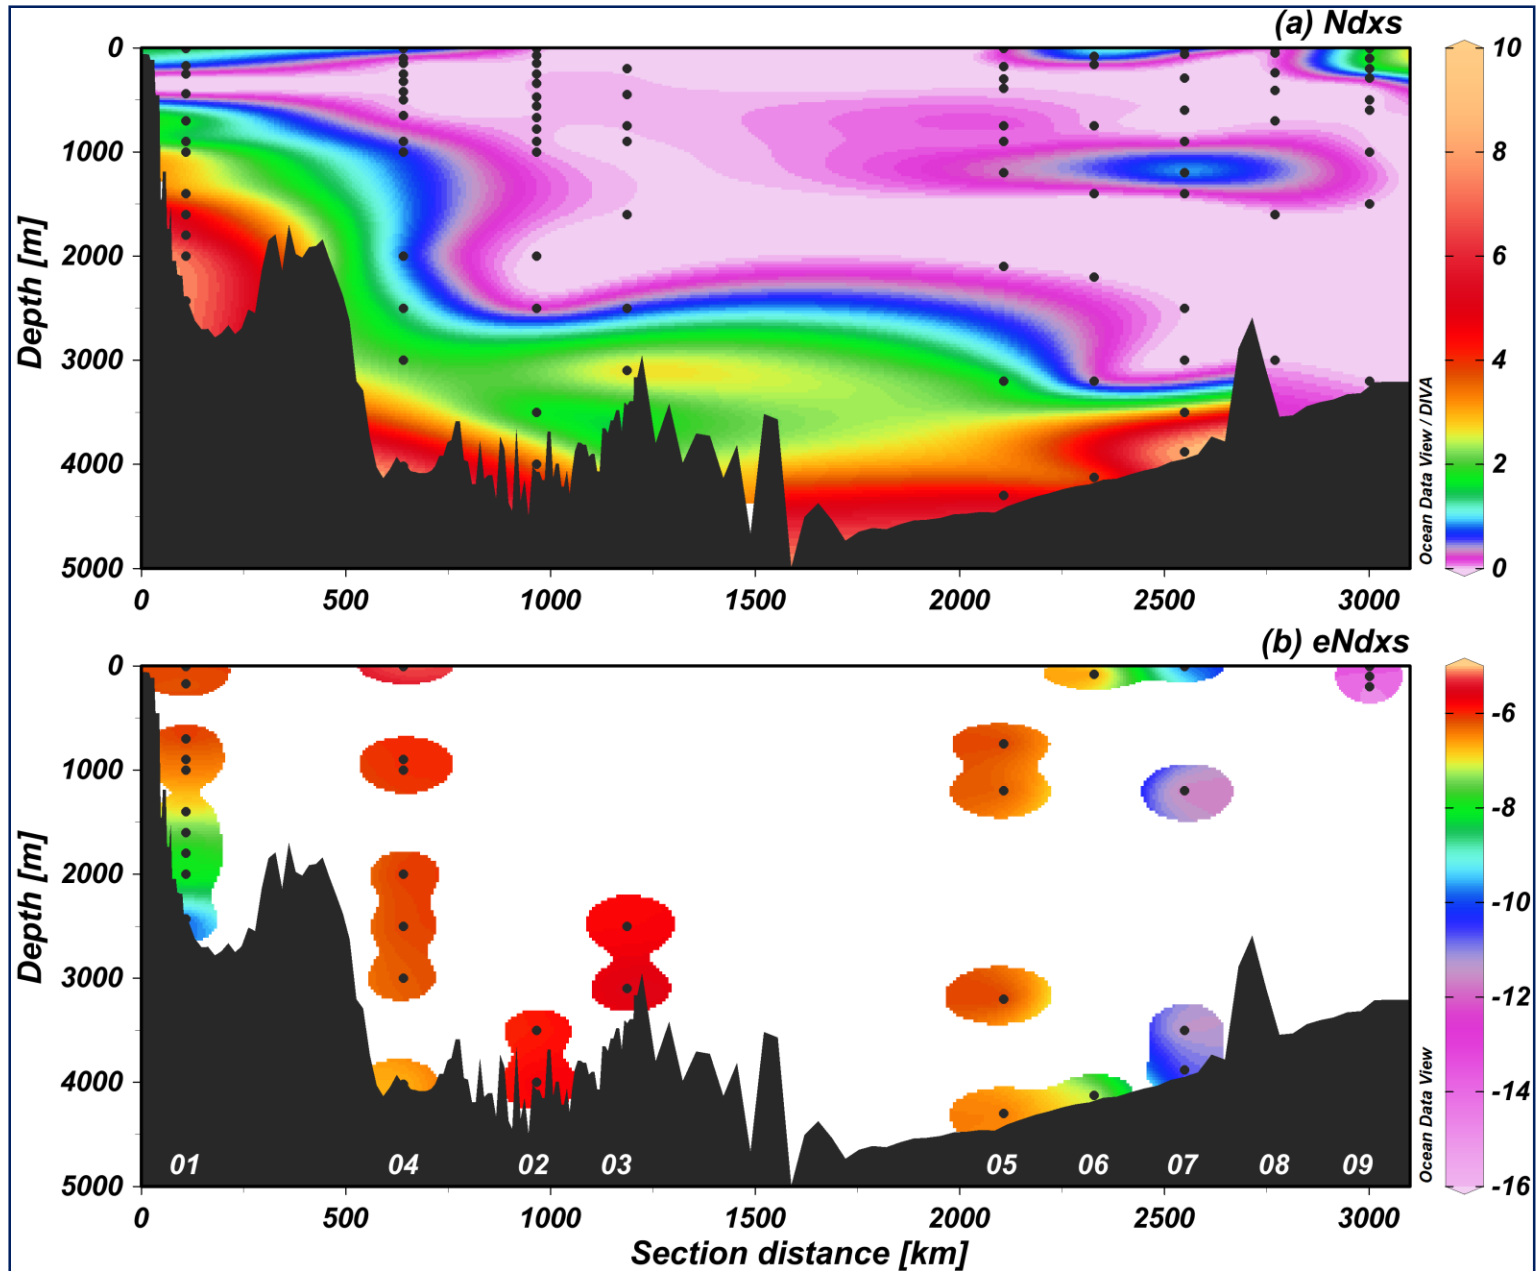 (a) Ndxs
0
1000
2000
3000
4000
5000
Depth [m]
0 500 1000 1500 2000 2500 3000
10
8
6
4
2
0
Ocean Data View / DIVA
(b) eNdxs
0
1000
2000
3000
4000
5000
Depth [m]
01 04 02 03 05 06 07 08 09
0 500 1000 1500 2000 2500 3000
Section distance [km]
-6
-8
-10
-12
-14
-16
Ocean Data View